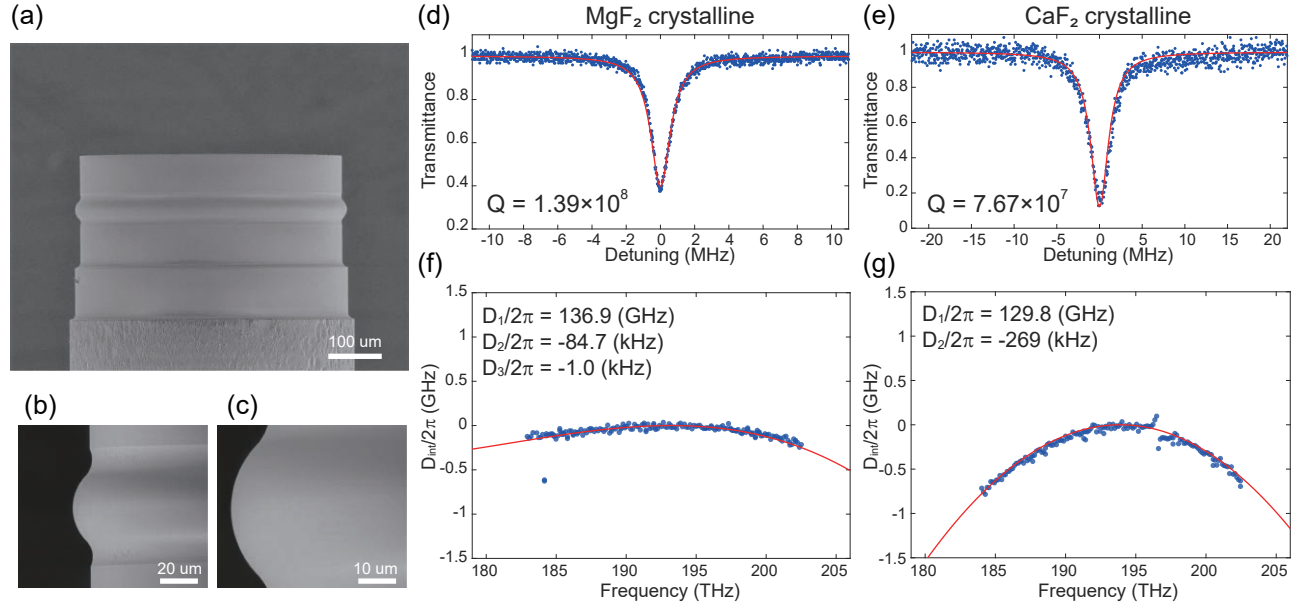 (a)
100 um
(b)
20 um
(c)
10 um
(d)
MgF₂ crystalline
Transmittance
1
0.8
0.6
0.4
0.2
Q = 1.39×10⁸
-10 -8 -6 -4 -2 0 2 4 6 8 10
Detuning (MHz)
(e)
CaF₂ crystalline
Transmittance
1
0.8
0.6
0.4
0.2
0
Q = 7.67×10⁷
-20 -15 -10 -5 0 5 10 15 20
Detuning (MHz)
(f)
D₁/2π = 136.9 (GHz)
D₂/2π = -84.7 (kHz)
D₃/2π = -1.0 (kHz)
D_int/2π (GHz)
1.5
1
0.5
0
-0.5
-1
-1.5
180 185 190 195 200 205
Frequency (THz)
(g)
D₁/2π = 129.8 (GHz)
D₂/2π = -269 (kHz)
D_int/2π (GHz)
1.5
1
0.5
0
-0.5
-1
-1.5
180 185 190 195 200 205
Frequency (THz)